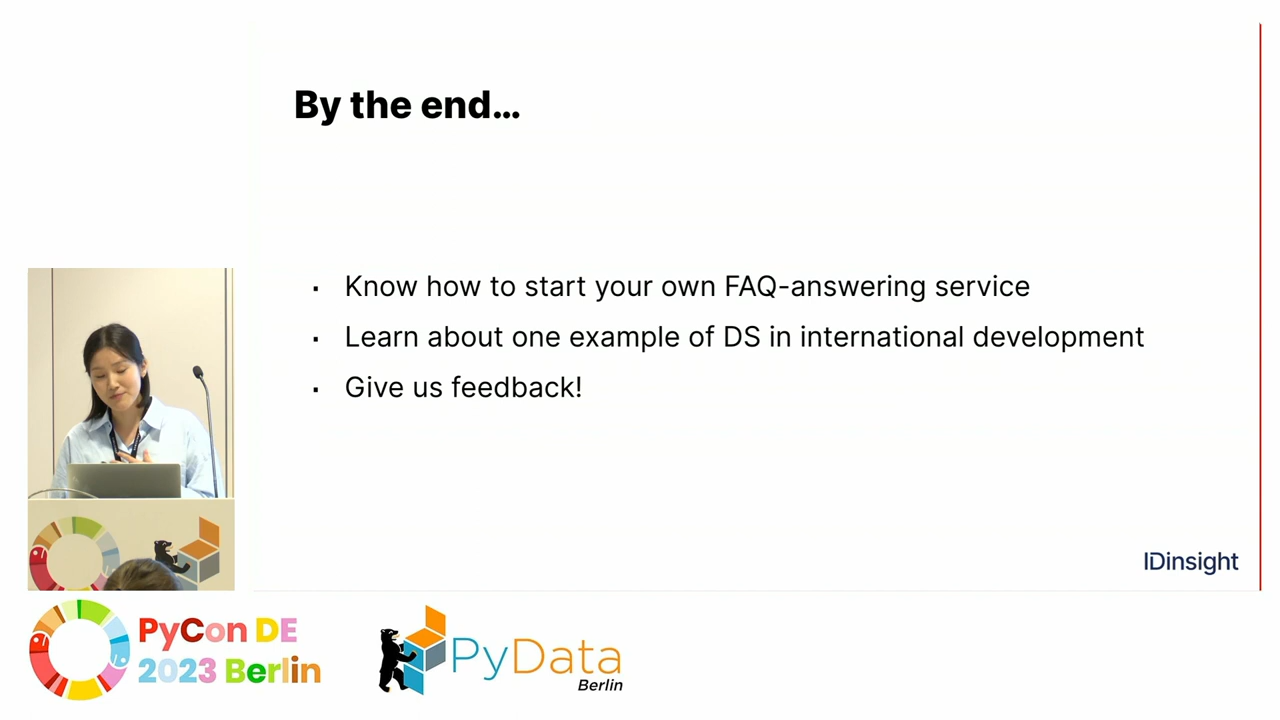 By the end...
· Know how to start your own FAQ-answering service
· Learn about one example of DS in international development
· Give us feedback!
IDinsight
PyCon DE
2023 Berlin
PyData
Berlin